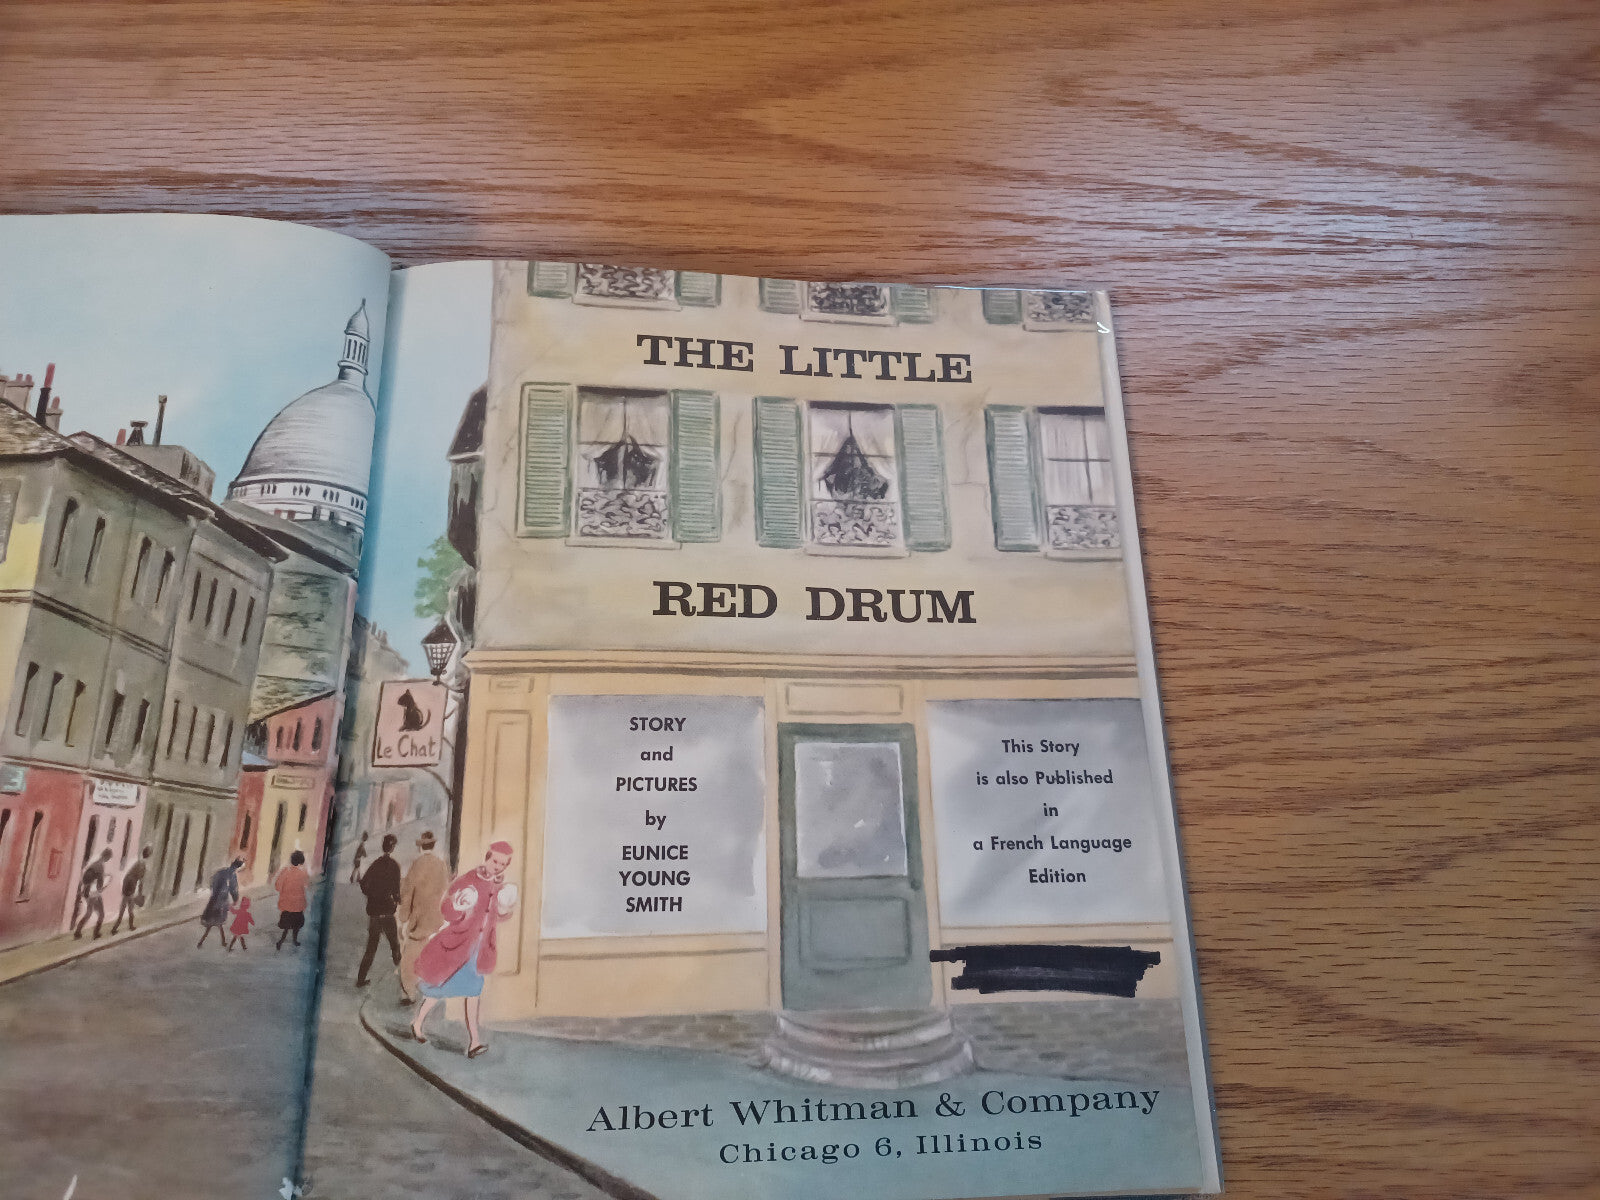 THE LITTLE
RED DRUM
Le Chat
STORY
and
PICTURES
by
EUNICE
YOUNG
SMITH
This Story
is also Published
in
a French Language
Edition
Albert Whitman & Company
Chicago 6, Illinois